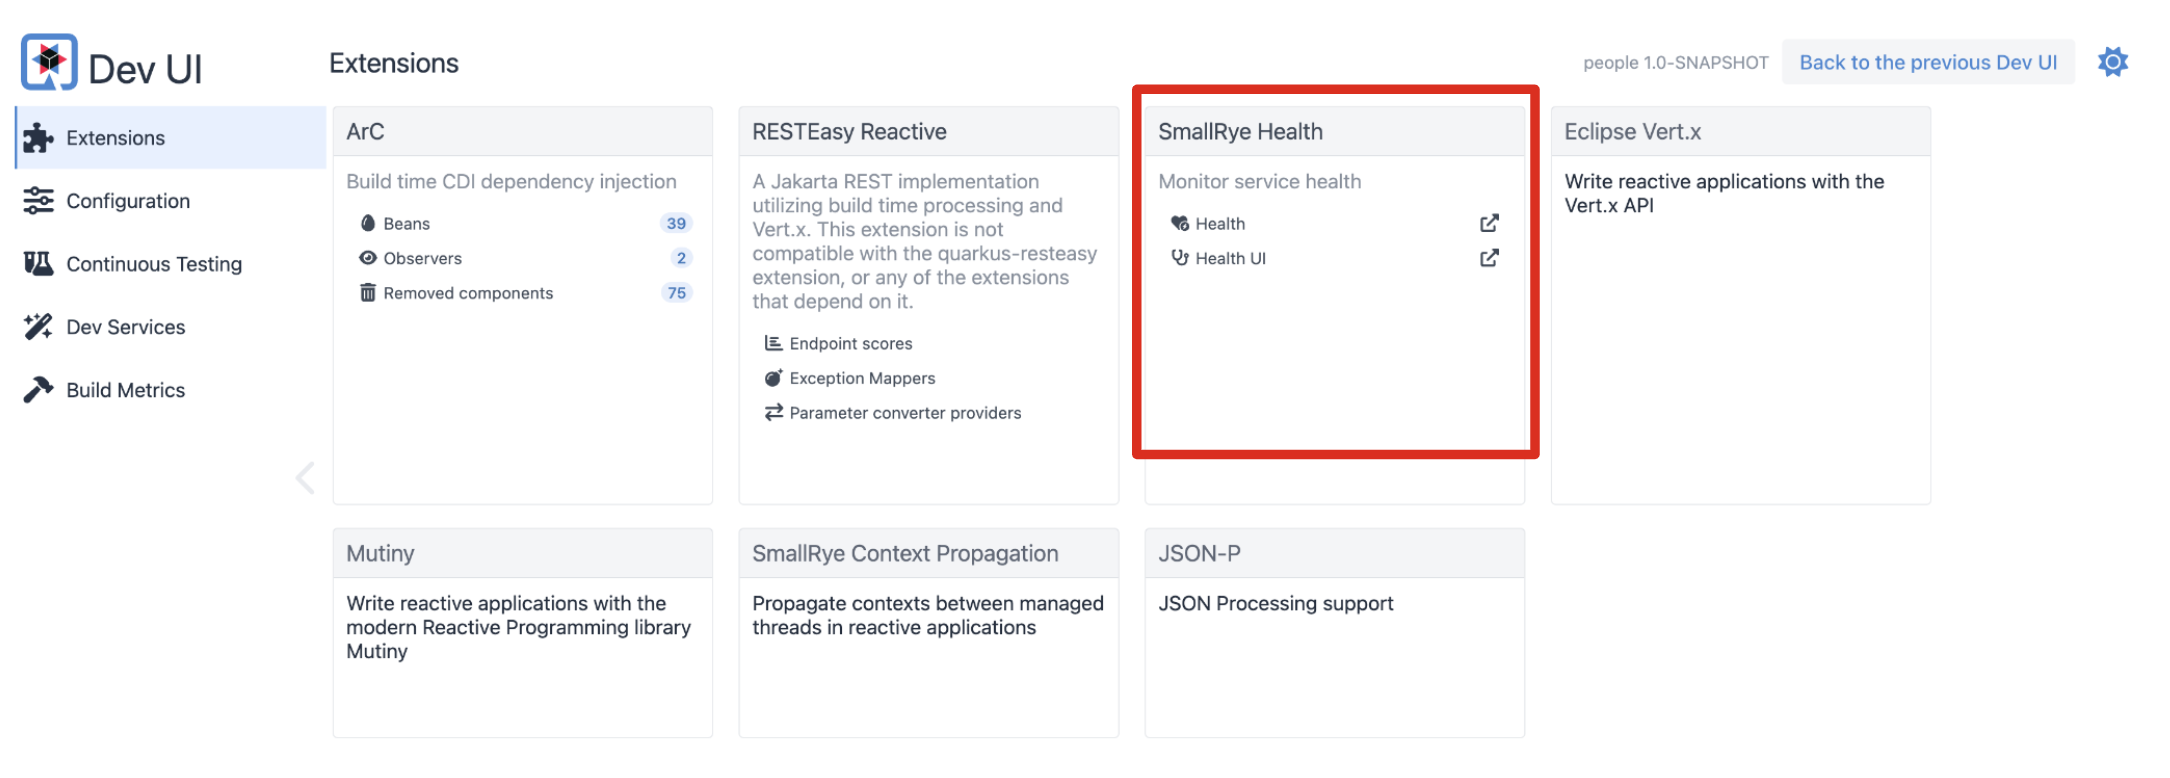 Dev UI
Extensions
people 1.0-SNAPSHOT
Back to the previous Dev UI
Extensions
Configuration
Continuous Testing
Dev Services
Build Metrics
ArC
Build time CDI dependency injection
Beans 39
Observers 2
Removed components 75
RESTEasy Reactive
A Jakarta REST implementation
utilizing build time processing and
Vert.x. This extension is not
compatible with the quarkus-resteasy
extension, or any of the extensions
that depend on it.
Endpoint scores
Exception Mappers
Parameter converter providers
SmallRye Health
Monitor service health
Health
Health UI
Eclipse Vert.x
Write reactive applications with the
Vert.x API
Mutiny
Write reactive applications with the
modern Reactive Programming library
Mutiny
SmallRye Context Propagation
Propagate contexts between managed
threads in reactive applications
JSON-P
JSON Processing support